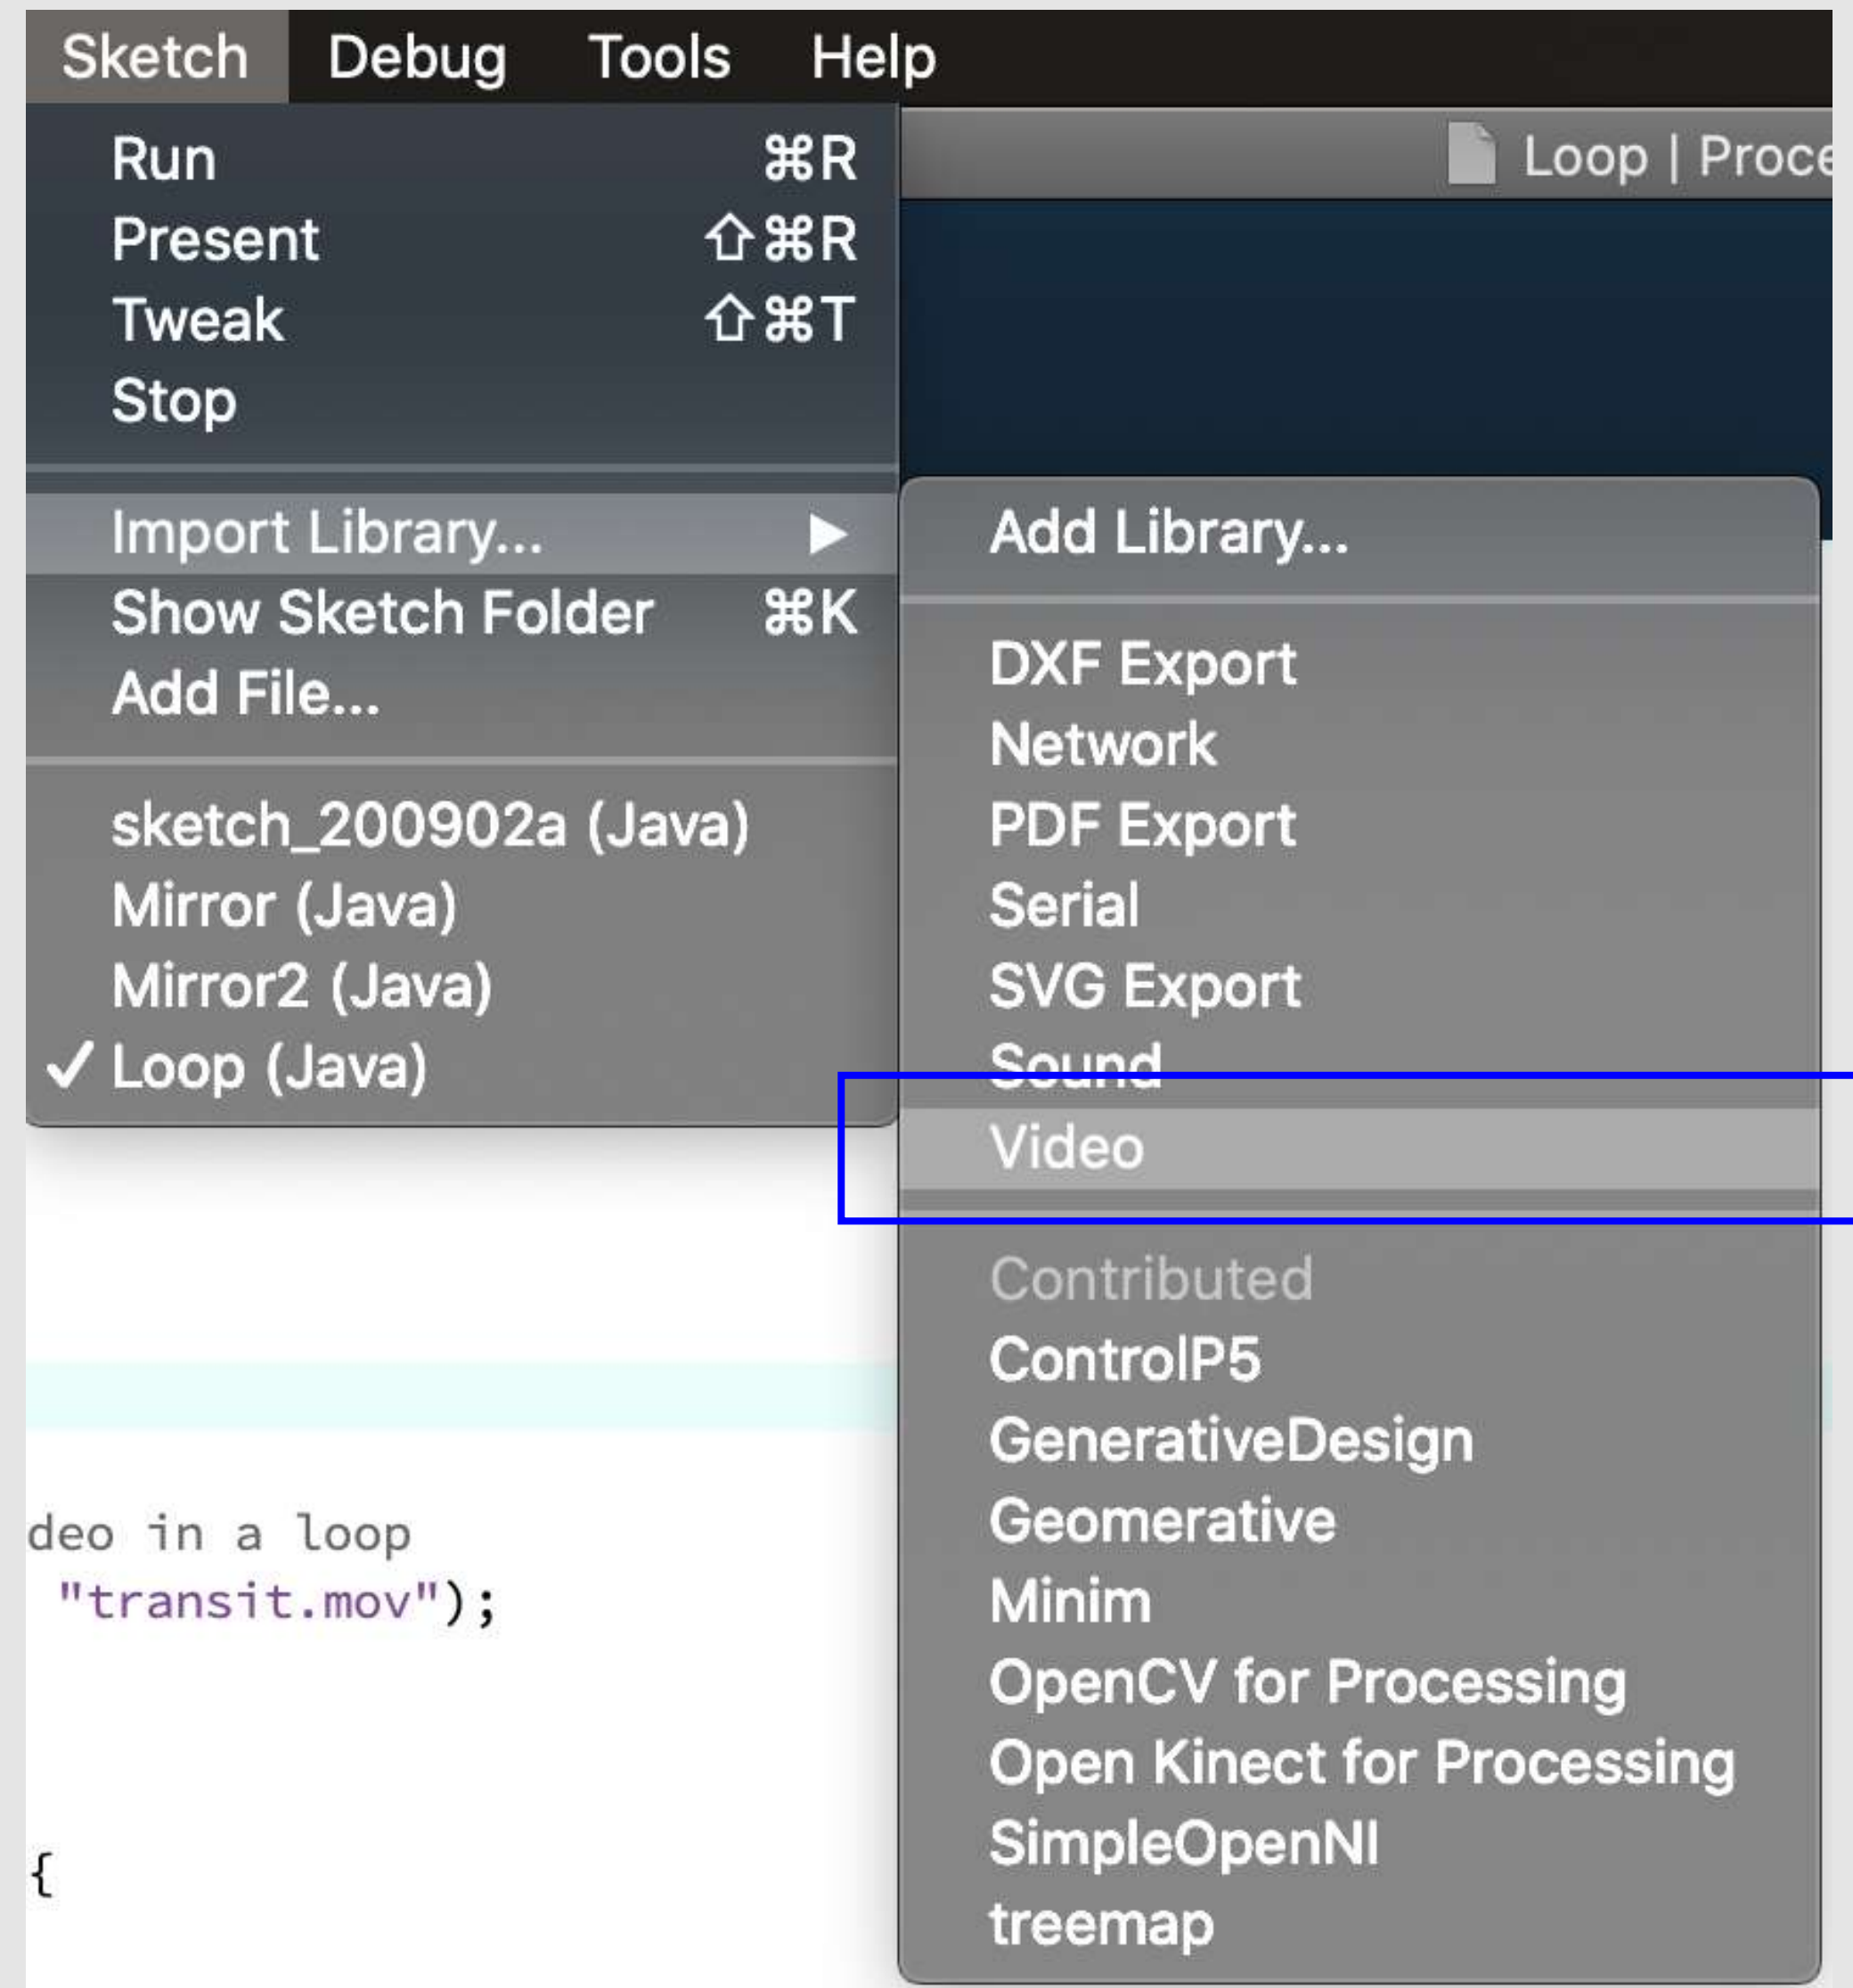 Sketch Debug Tools Help
Loop | Proce
Run ⌘R
Present ⇧⌘R
Tweak ⇧⌘T
Stop
Import Library... ▶
Show Sketch Folder ⌘K
Add File...
sketch_200902a (Java)
Mirror (Java)
Mirror2 (Java)
✓ Loop (Java)
Add Library...
DXF Export
Network
PDF Export
Serial
SVG Export
Sound
Video
Contributed
ControlP5
GenerativeDesign
Geomerative
Minim
OpenCV for Processing
Open Kinect for Processing
SimpleOpenNI
treemap
deo in a loop
"transit.mov");
{